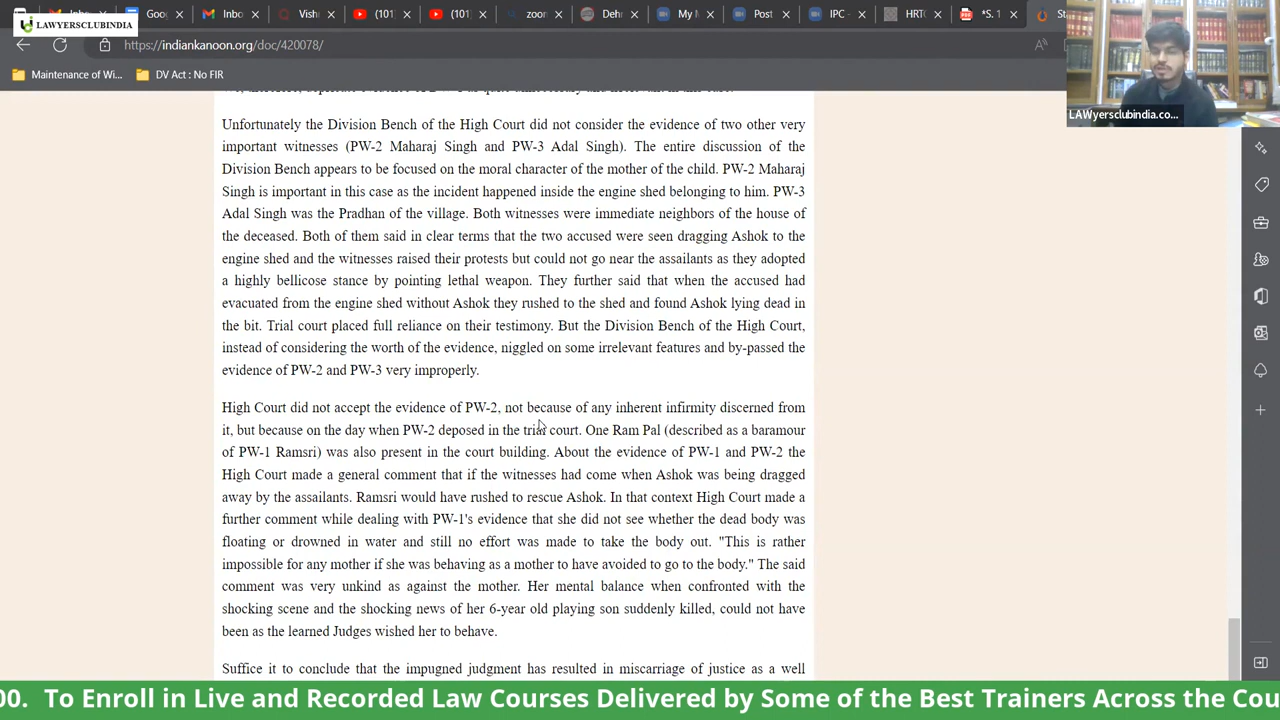 LAWYERSCLUBINDIA
Inbo
Goog
Inbo
Vishr
(101)
(101
zoon
Deh
My M
SC -
HRT
*S.
St
https://indiankanoon.org/doc/420078/
Maintenance of Wi...
DV Act : No FIR
LAWyersclubindia.co...
Unfortunately the Division Bench of the High Court did not consider the evidence of two other very
important witnesses (PW-2 Maharaj Singh and PW-3 Adal Singh). The entire discussion of the
Division Bench appears to be focused on the moral character of the mother of the child. PW-2 Maharaj
Singh is important in this case as the incident happened inside the engine shed belonging to him. PW-3
Adal Singh was the Pradhan of the village. Both witnesses were immediate neighbors of the house of
the deceased. Both of them said in clear terms that the two accused were seen dragging Ashok to the
engine shed and the witnesses raised their protests but could not go near the assailants as they adopted
a highly bellicose stance by pointing lethal weapon. They further said that when the accused had
evacuated from the engine shed without Ashok they rushed to the shed and found Ashok lying dead in
the bit. Trial court placed full reliance on their testimony. But the Division Bench of the High Court,
instead of considering the worth of the evidence, niggled on some irrelevant features and by-passed the
evidence of PW-2 and PW-3 very improperly.
High Court did not accept the evidence of PW-2, not because of any inherent infirmity discerned from
it, but because on the day when PW-2 deposed in the trial court. One Ram Pal (described as a baramour
of PW-1 Ramsri) was also present in the court building. About the evidence of PW-1 and PW-2 the
High Court made a general comment that if the witnesses had come when Ashok was being dragged
away by the assailants. Ramsri would have rushed to rescue Ashok. In that context High Court made a
further comment while dealing with PW-1's evidence that she did not see whether the dead body was
floating or drowned in water and still no effort was made to take the body out. "This is rather
impossible for any mother if she was behaving as a mother to have avoided to go to the body." The said
comment was very unkind as against the mother. Her mental balance when confronted with the
shocking scene and the shocking news of her 6-year old playing son suddenly killed, could not have
been as the learned Judges wished her to behave.
Suffice it to conclude that the impugned judgment has resulted in miscarriage of justice as a well
00. To Enroll in Live and Recorded Law Courses Delivered by Some of the Best Trainers Across the Cou